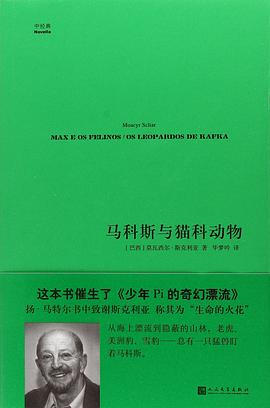 中经典
Novella
Moacyr Scliar
MAX E OS FELINOS / OS LEOPARDOS DE KAFKA
马科斯与猫科动物
[巴西] 莫瓦西尔·斯克利亚 著 毕梦吟 译
这本书催生了《少年 Pi 的奇幻漂流》
扬·马特尔书中致谢斯克利亚 称其为“生命的火花”
从海上漂流到隐蔽的山林，老虎、
美洲豹、雪豹——总有一只猛兽盯
着马科斯。
人民文学出版社